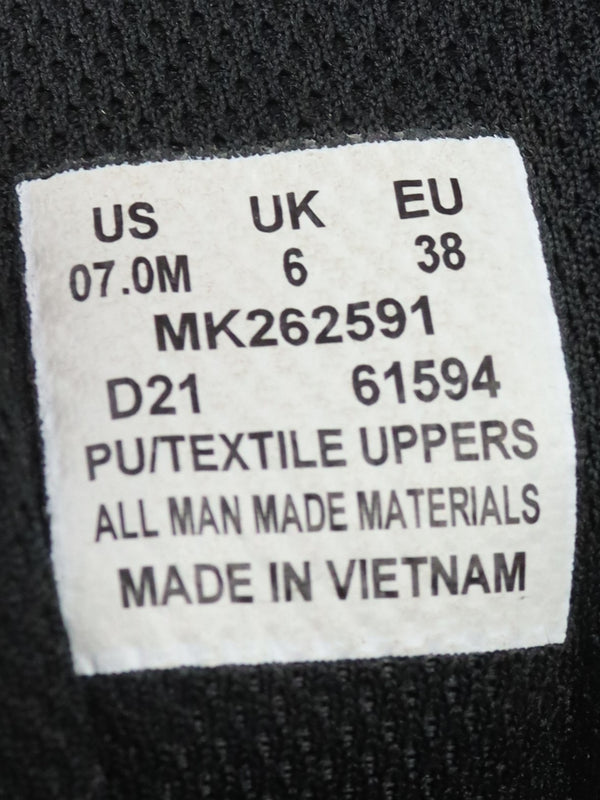 US UK EU
07.0M 6 38
MK262591
D21 61594
PU/TEXTILE UPPERS
ALL MAN MADE MATERIALS
MADE IN VIETNAM